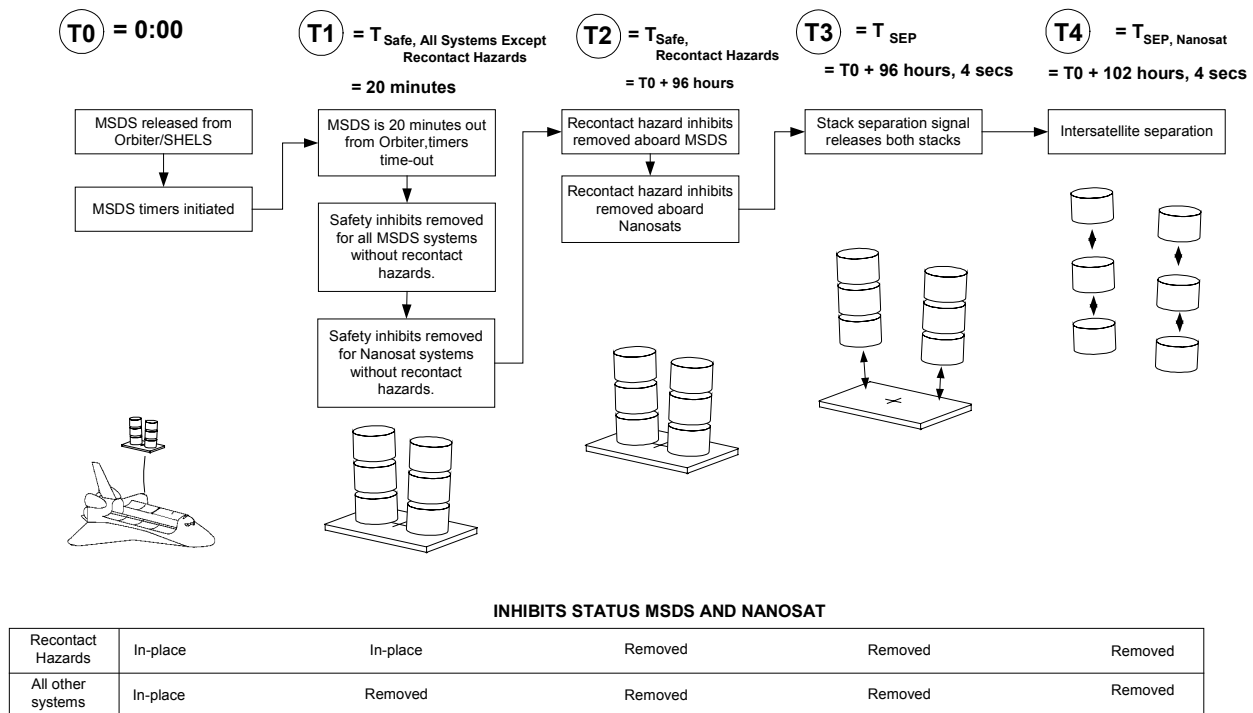 T0 = 0:00
MSDS released from
Orbiter/SHELS
MSDS timers initiated
T1 = T Safe, All Systems Except
Recontact Hazards
= 20 minutes
MSDS is 20 minutes out
from Orbiter,timers
time-out
Safety inhibits removed
for all MSDS systems
without recontact
hazards.
Safety inhibits removed
for Nanosat systems
without recontact
hazards.
T2 = T Safe,
Recontact Hazards
= T0 + 96 hours
Recontact hazard inhibits
removed aboard MSDS
Recontact hazard inhibits
removed aboard
Nanosats
T3 = T SEP
= T0 + 96 hours, 4 secs
Stack separation signal
releases both stacks
T4 = T SEP, Nanosat
= T0 + 102 hours, 4 secs
Intersatellite separation
INHIBITS STATUS MSDS AND NANOSAT
Recontact
Hazards
In-place
In-place
Removed
Removed
Removed
All other
systems
In-place
Removed
Removed
Removed
Removed